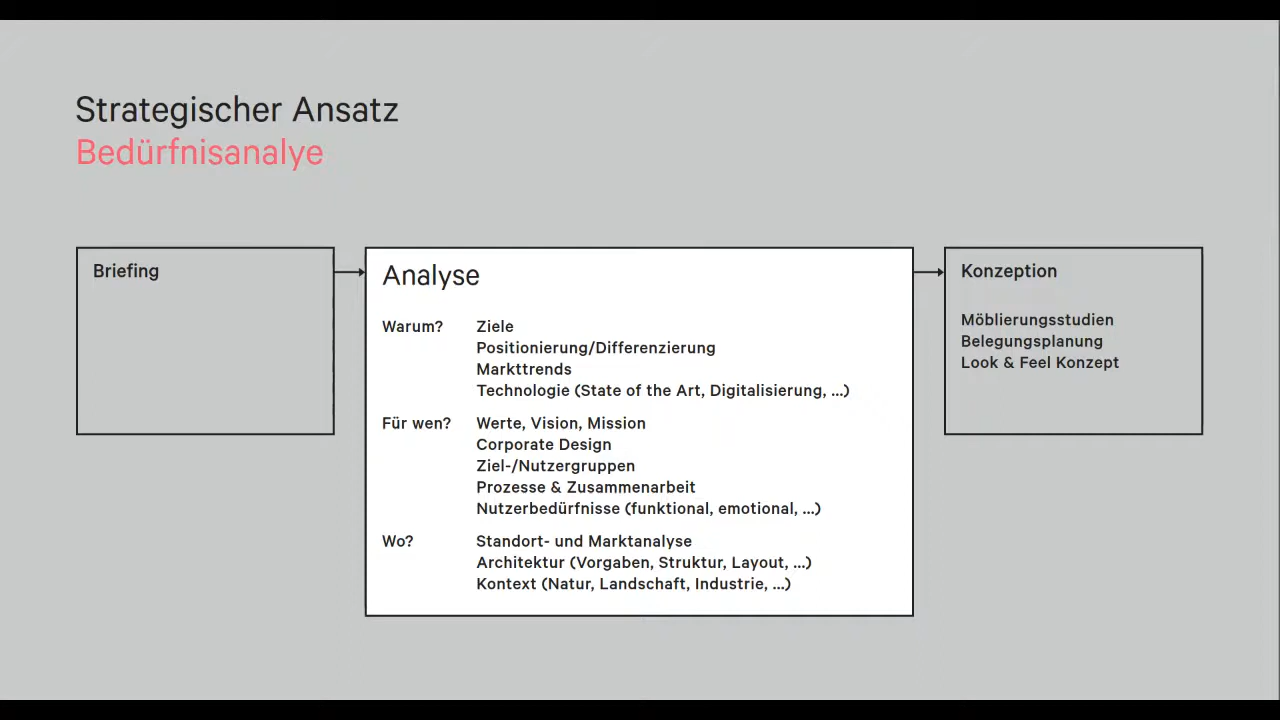 Strategischer Ansatz
Bedürfnisanalye
Briefing
Analyse
Warum? Ziele
Positionierung/Differenzierung
Markttrends
Technologie (State of the Art, Digitalisierung, ...)
Für wen? Werte, Vision, Mission
Corporate Design
Ziel-/Nutzergruppen
Prozesse & Zusammenarbeit
Nutzerbedürfnisse (funktional, emotional, ...)
Wo? Standort- und Marktanalyse
Architektur (Vorgaben, Struktur, Layout, ...)
Kontext (Natur, Landschaft, Industrie, ...)
Konzeption
Möblierungsstudien
Belegungsplanung
Look & Feel Konzept